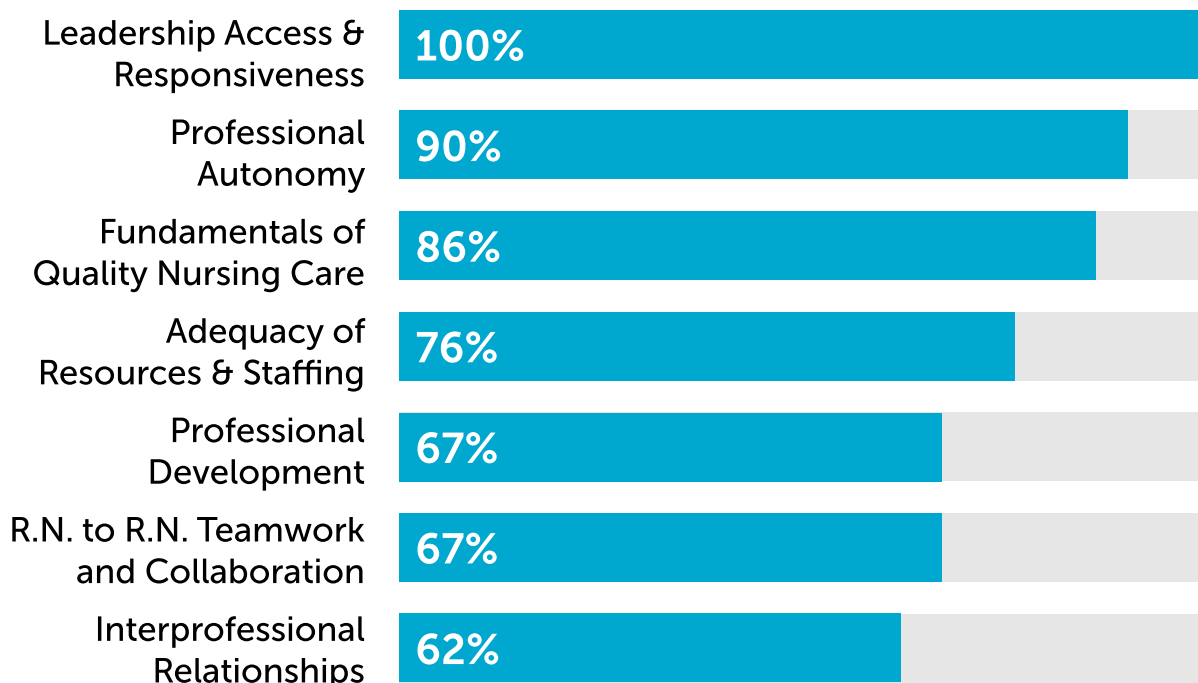 Leadership Access &
Responsiveness
100%
Professional
Autonomy
90%
Fundamentals of
Quality Nursing Care
86%
Adequacy of
Resources & Staffing
76%
Professional
Development
67%
R.N. to R.N. Teamwork
and Collaboration
67%
Interprofessional
Relationships
62%